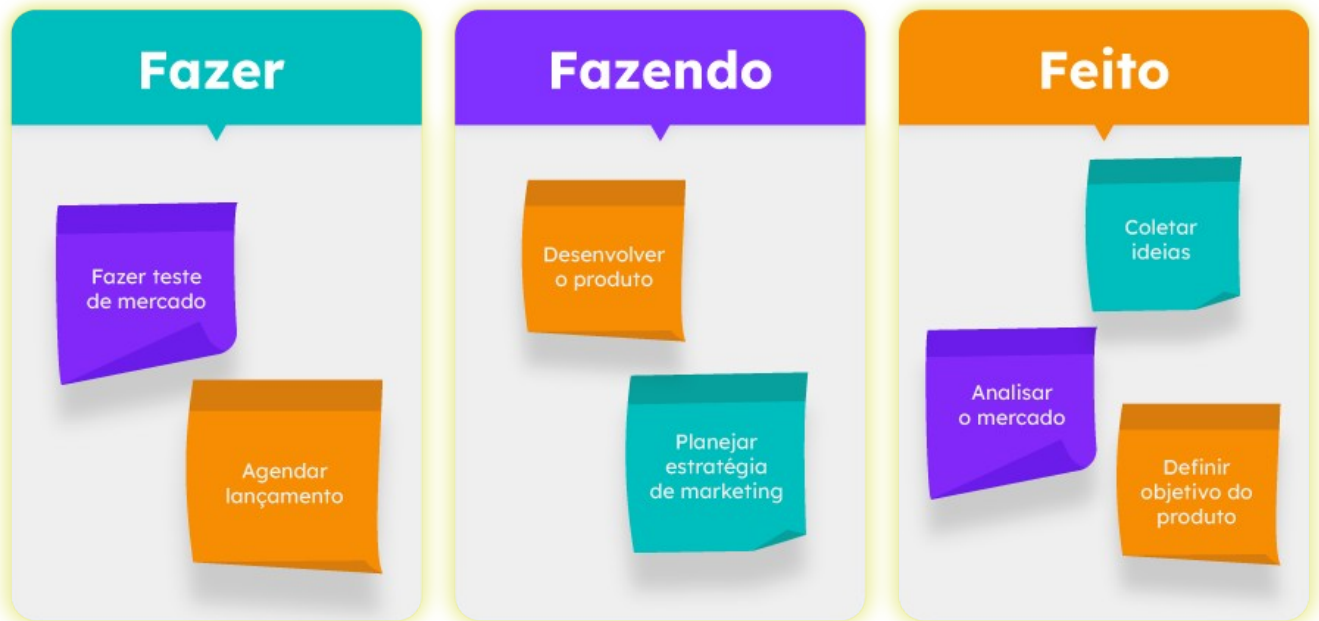 Fazer
Fazer teste
de mercado
Agendar
lançamento
Fazendo
Desenvolver
o produto
Planejar
estratégia
de marketing
Feito
Coletar
ideias
Analisar
o mercado
Definir
objetivo do
produto